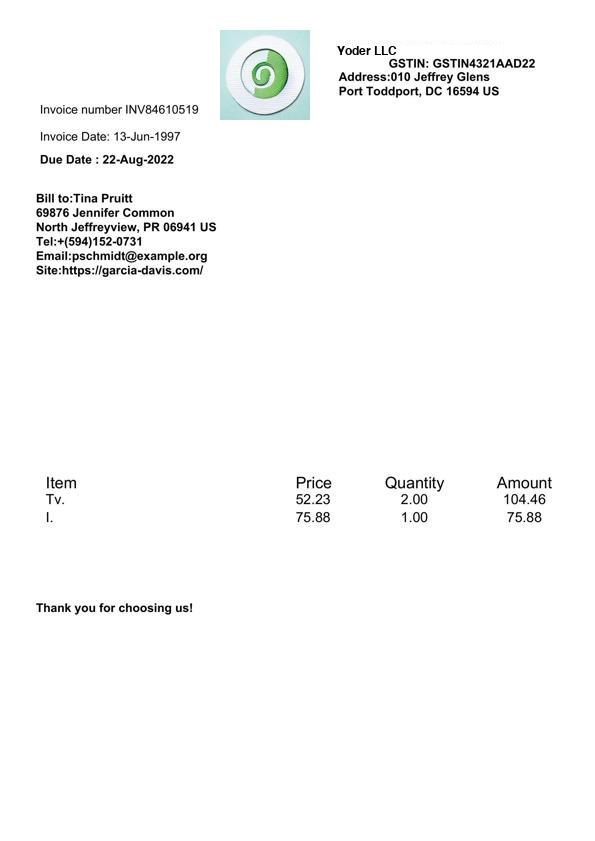 Yoder LLC
GSTIN: GSTIN4321AAD22
Address:010 Jeffrey Glens
Port Toddport, DC 16594 US
Invoice number INV84610519
Invoice Date: 13-Jun-1997
Due Date : 22-Aug-2022
Bill to:Tina Pruitt
69876 Jennifer Common
North Jeffreyview, PR 06941 US
Tel:+(594)152-0731
Email:pschmidt@example.org
Site:https://garcia-davis.com/
Item Price Quantity Amount
Tv. 52.23 2.00 104.46
I. 75.88 1.00 75.88
Thank you for choosing us!